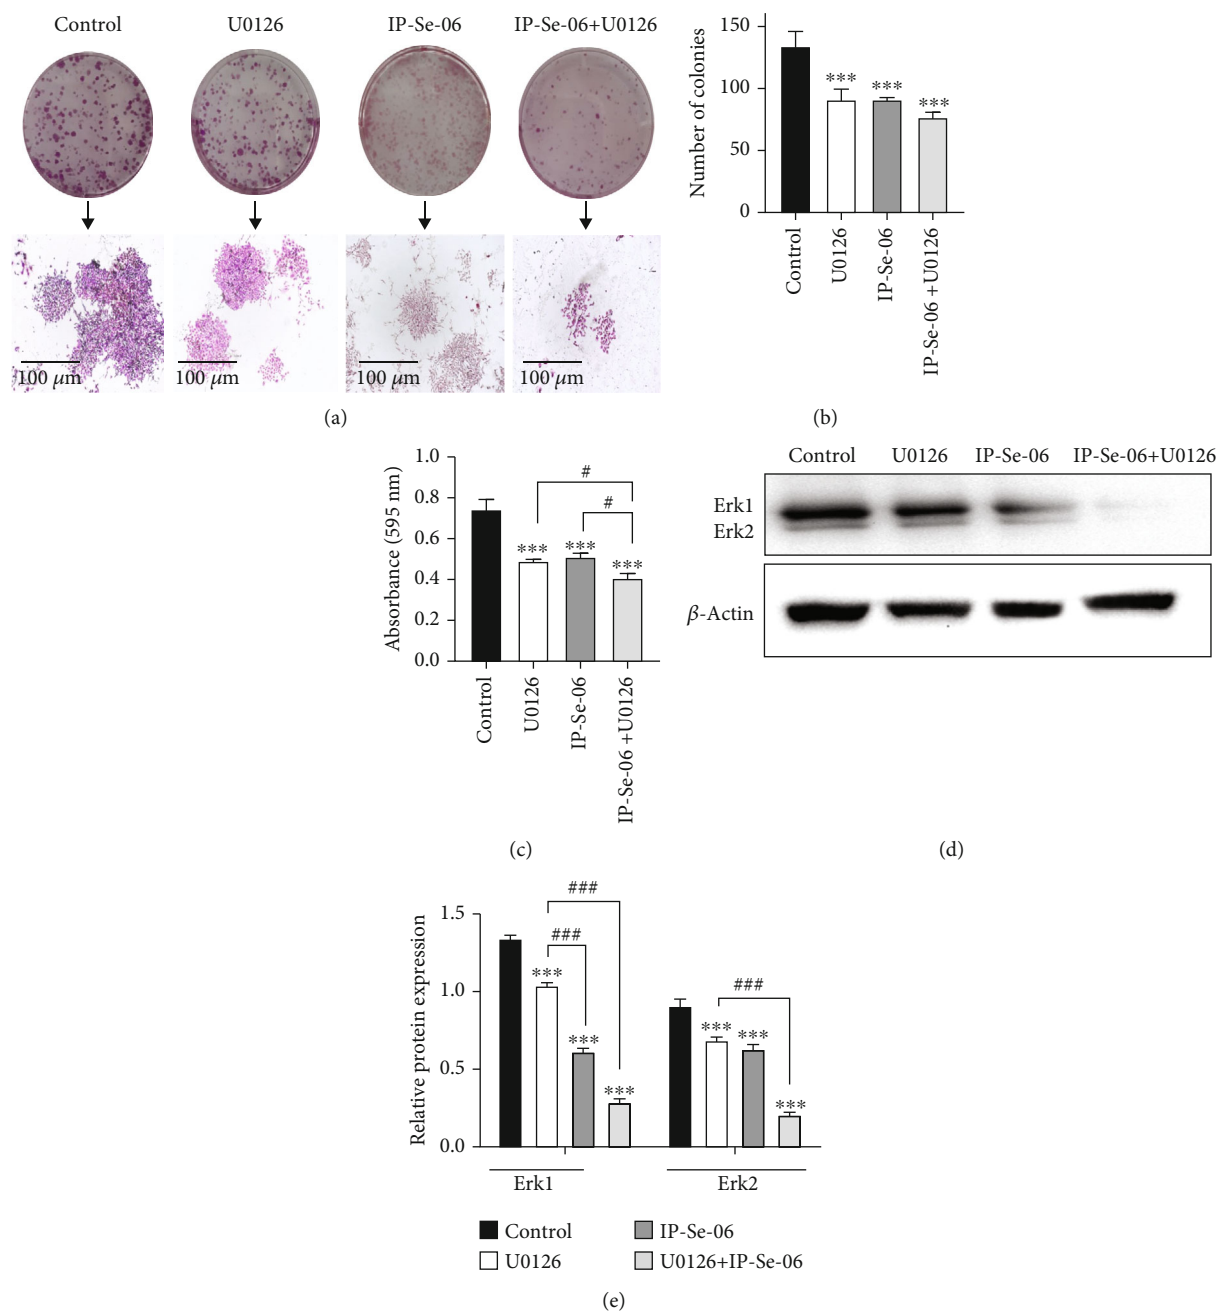 Control U0126 IP-Se-06 IP-Se-06+U0126
100 μm 100 μm 100 μm 100 μm
(a)
Number of colonies
150
100
50
0
*** *** ***
Control U0126 IP-Se-06 IP-Se-06 +U0126
(b)
Absorbance (595 nm)
1.0
0.8
0.6
0.4
0.2
0.0
#
#
*** *** ***
Control U0126 IP-Se-06 IP-Se-06 +U0126
(c)
Control U0126 IP-Se-06 IP-Se-06+U0126
Erk1
Erk2
β-Actin
(d)
Relative protein expression
1.5
1.0
0.5
0.0
###
###
*** *** ***
###
*** *** ***
Erk1 Erk2
Control IP-Se-06
U0126 U0126+IP-Se-06
(e)